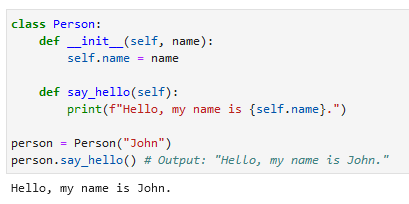 class Person:
    def __init__(self, name):
        self.name = name
    def say_hello(self):
        print(f"Hello, my name is {self.name}.")
person = Person("John")
person.say_hello() # Output: "Hello, my name is John."
Hello, my name is John.